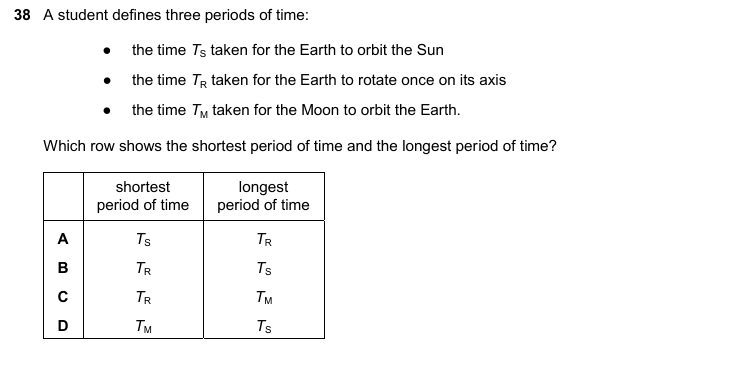 38 A student defines three periods of time:
• the time TS taken for the Earth to orbit the Sun
• the time TR taken for the Earth to rotate once on its axis
• the time TM taken for the Moon to orbit the Earth.
Which row shows the shortest period of time and the longest period of time?
shortest period of time longest period of time
A TS TR
B TR TS
C TR TM
D TM TS